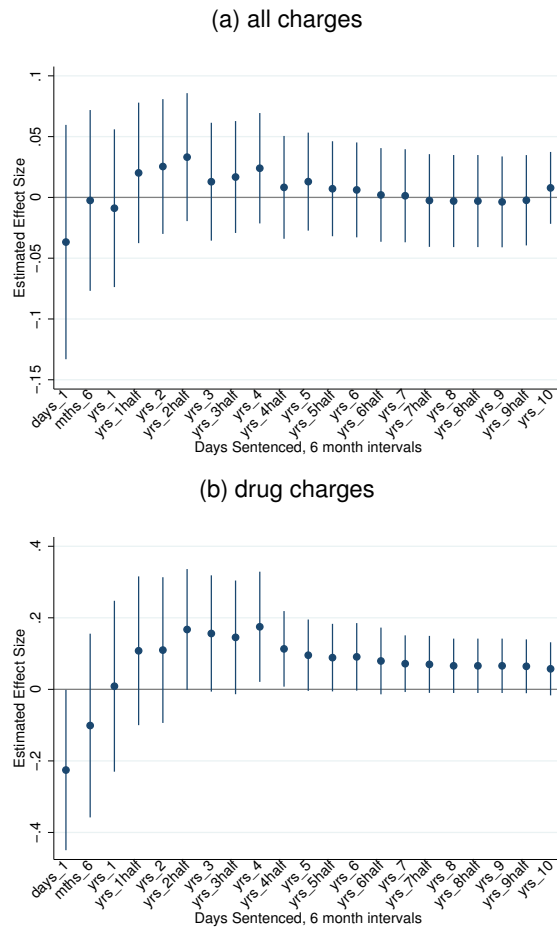 (a) all charges
Estimated Effect Size
.1
.05
0
-.05
-.1
-.15
days_1
mths_6
yrs_1
yrs_1half
yrs_2
yrs_2half
yrs_3
yrs_3half
yrs_4
yrs_4half
yrs_5
yrs_5half
yrs_6
yrs_6half
yrs_7
yrs_7half
yrs_8
yrs_8half
yrs_9
yrs_9half
yrs_10
Days Sentenced, 6 month intervals
(b) drug charges
Estimated Effect Size
.4
.2
0
-.2
-.4
days_1
mths_6
yrs_1
yrs_1half
yrs_2
yrs_2half
yrs_3
yrs_3half
yrs_4
yrs_4half
yrs_5
yrs_5half
yrs_6
yrs_6half
yrs_7
yrs_7half
yrs_8
yrs_8half
yrs_9
yrs_9half
yrs_10
Days Sentenced, 6 month intervals